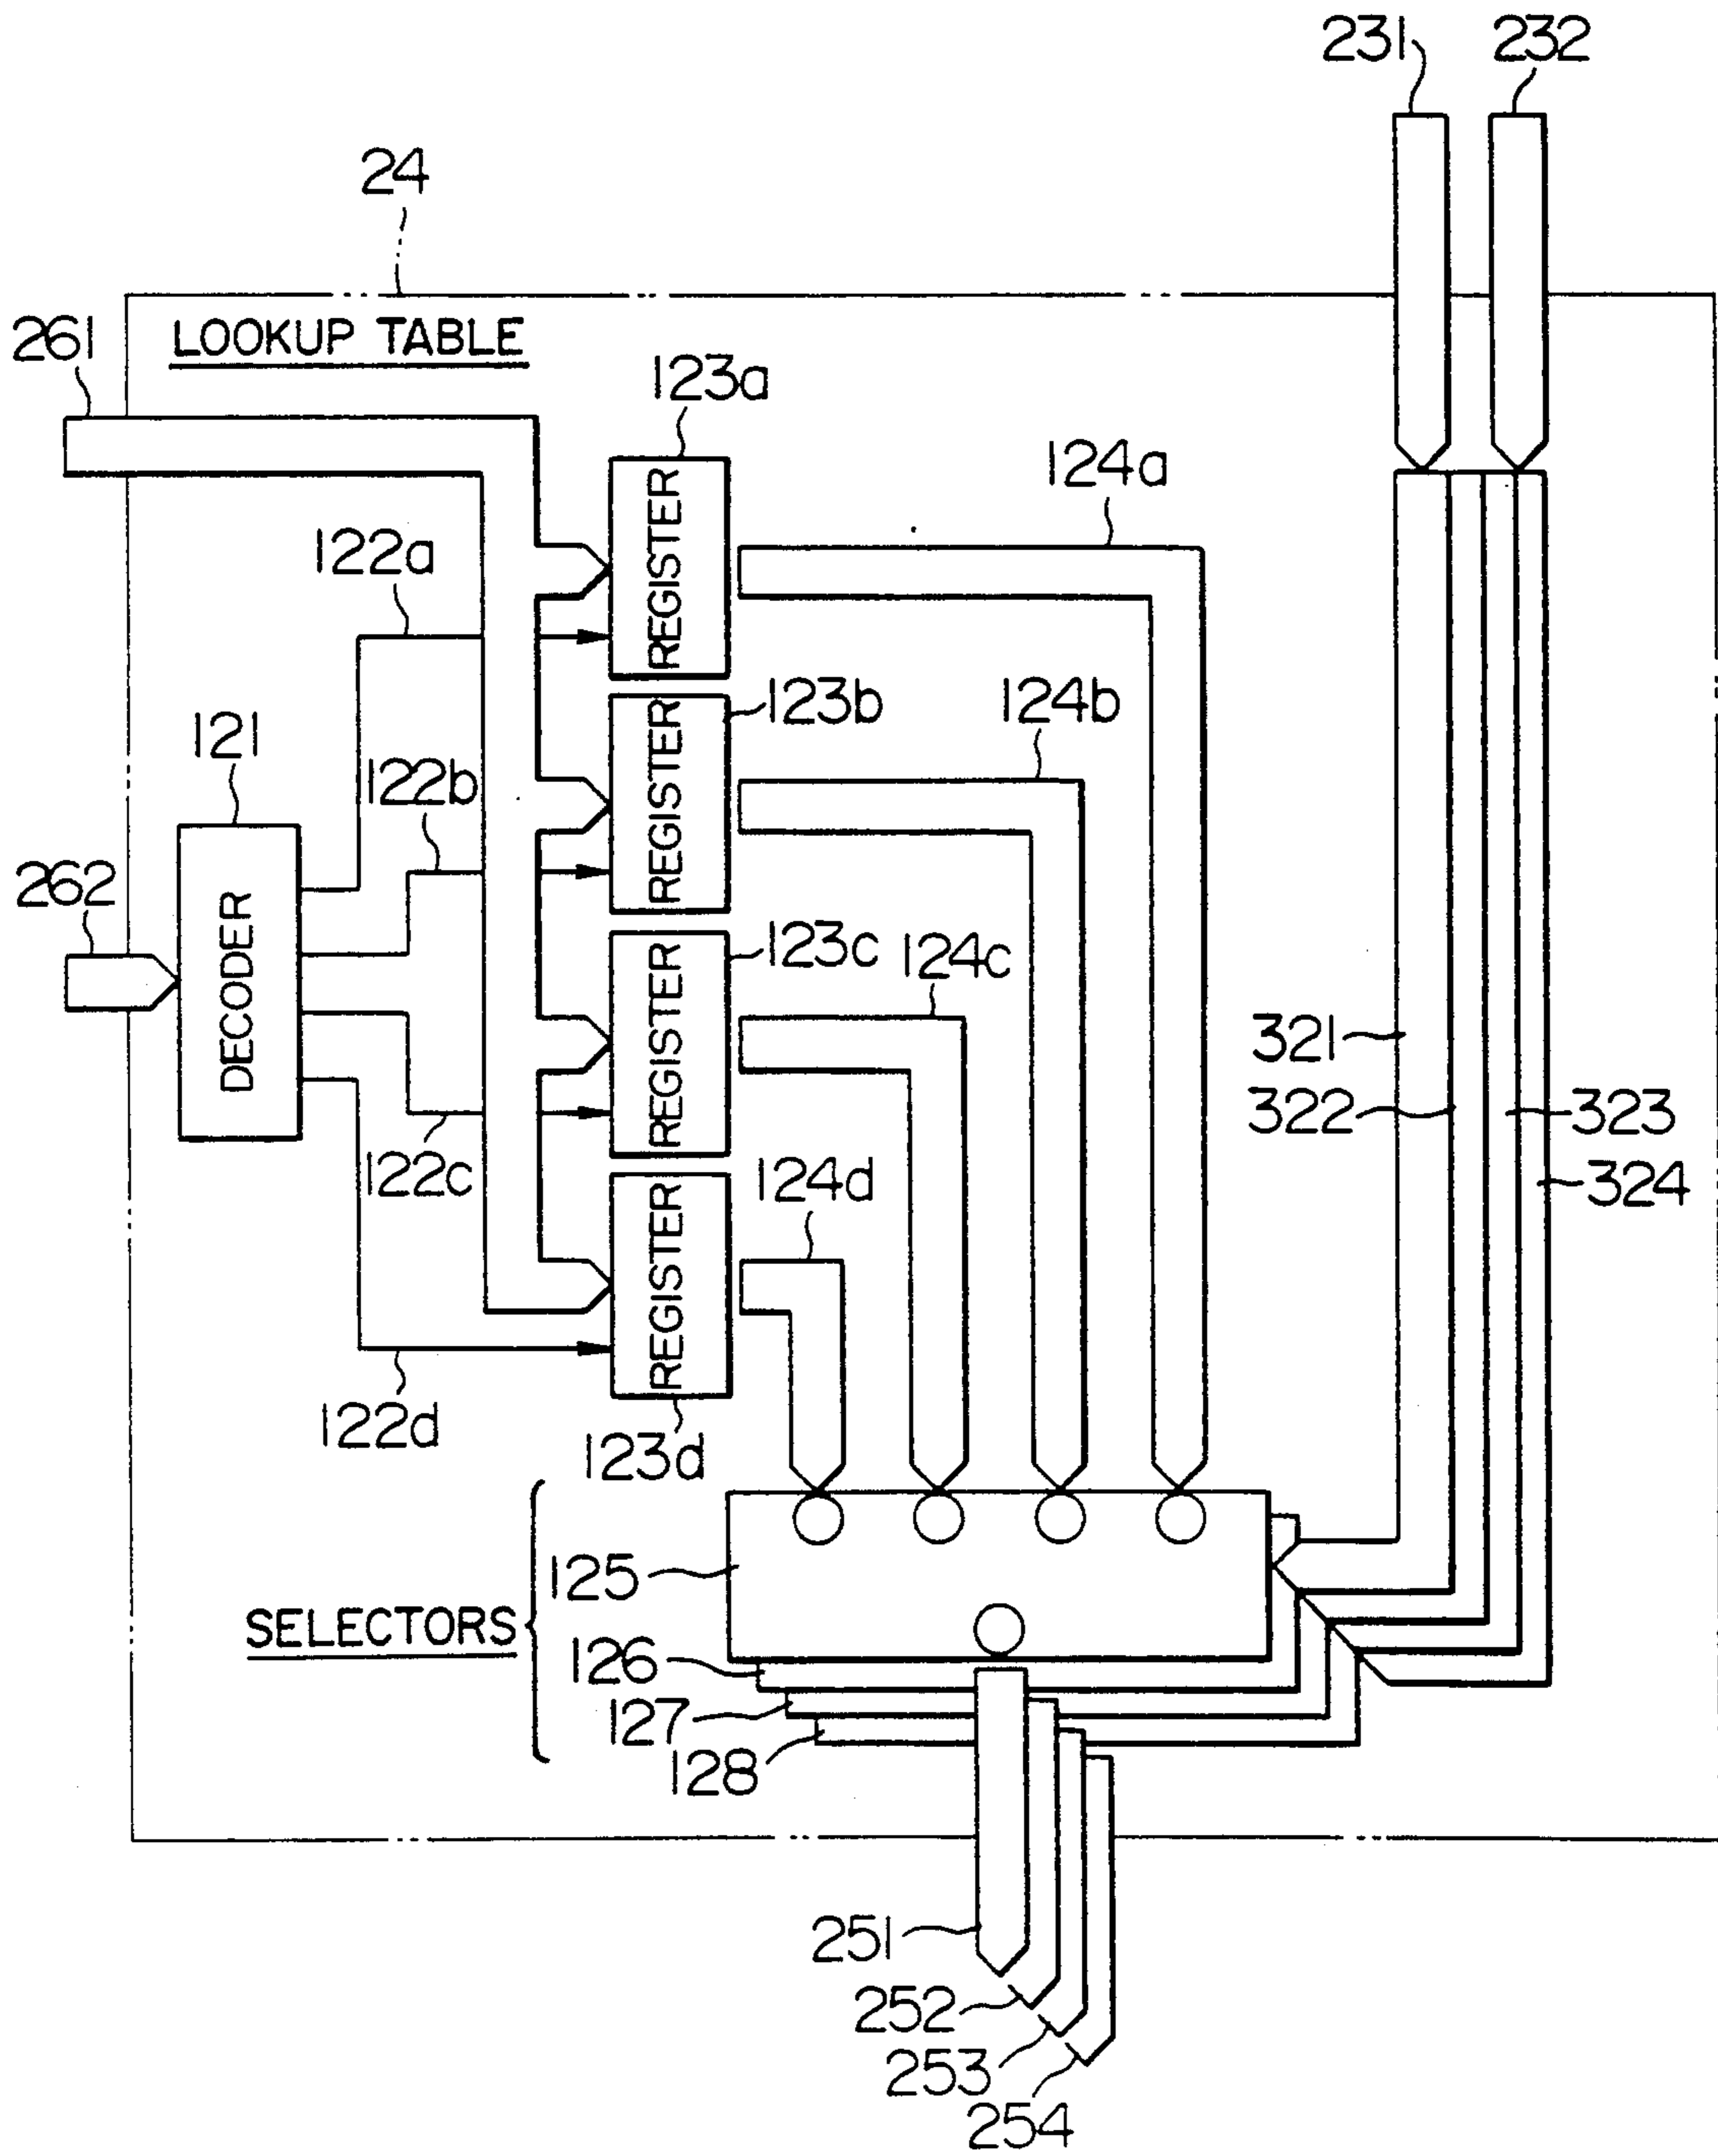 231
232
24
261
LOOKUP TABLE
123a
REGISTER
124a
122a
123b
REGISTER
124b
121
122b
262
DECODER
123c
REGISTER
124c
321
322
323
324
122c
124d
REGISTER
122d
123d
SELECTORS
125
126
127
128
251
252
253
254